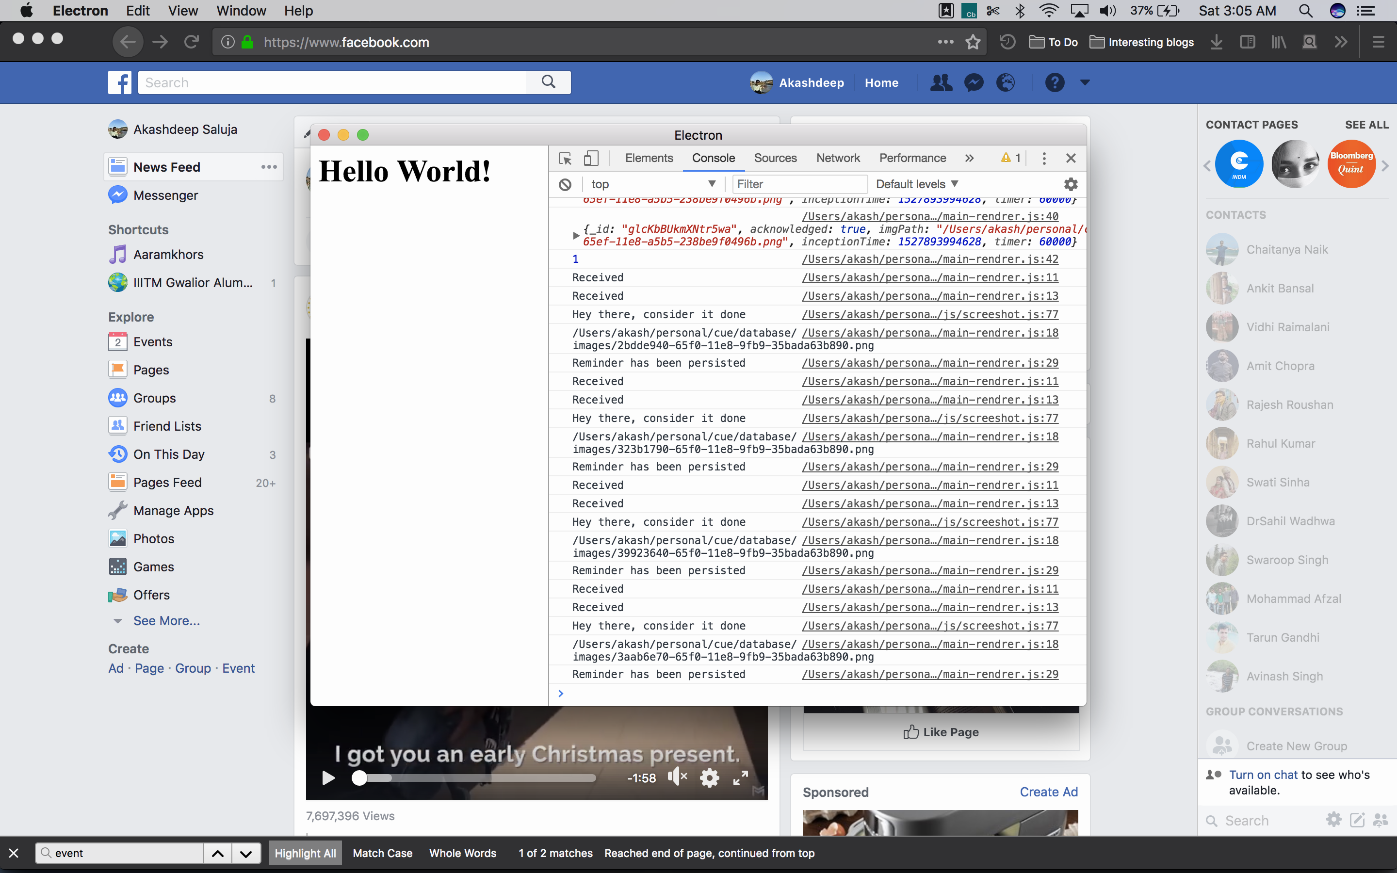 Electron Edit View Window Help
Cb 37% Sat 3:05 AM
https://www.facebook.com To Do Interesting blogs
Search Akashdeep Home
Akashdeep Saluja
News Feed
Messenger
Shortcuts
Aaramkhors
IIITM Gwalior Alum... 1
Explore
2 Events
Pages
Groups 8
Friend Lists
On This Day 3
Pages Feed 20+
Manage Apps
Photos
Games
Offers
See More...
Create
Ad · Page · Group · Event
Electron
Hello World!
Elements Console Sources Network Performance » 1
top Filter Default levels
65ef-11e8-a5b5-238be9f0496b.png", inceptionTime: 1527893994628, timer: 60000}
/Users/akash/persona…/main-rendrer.js:40
{_id: "glcKbBUkmXNtr5wa", acknowledged: true, imgPath: "/Users/akash/personal/c
65ef-11e8-a5b5-238be9f0496b.png", inceptionTime: 1527893994628, timer: 60000}
1 /Users/akash/persona…/main-rendrer.js:42
Received /Users/akash/persona…/main-rendrer.js:11
Received /Users/akash/persona…/main-rendrer.js:13
Hey there, consider it done /Users/akash/persona…/js/screeshot.js:77
/Users/akash/personal/cue/database/ /Users/akash/persona…/main-rendrer.js:18
images/2bdde940-65f0-11e8-9fb9-35bada63b890.png
Reminder has been persisted /Users/akash/persona…/main-rendrer.js:29
Received /Users/akash/persona…/main-rendrer.js:11
Received /Users/akash/persona…/main-rendrer.js:13
Hey there, consider it done /Users/akash/persona…/js/screeshot.js:77
/Users/akash/personal/cue/database/ /Users/akash/persona…/main-rendrer.js:18
images/323b1790-65f0-11e8-9fb9-35bada63b890.png
Reminder has been persisted /Users/akash/persona…/main-rendrer.js:29
Received /Users/akash/persona…/main-rendrer.js:11
Received /Users/akash/persona…/main-rendrer.js:13
Hey there, consider it done /Users/akash/persona…/js/screeshot.js:77
/Users/akash/personal/cue/database/ /Users/akash/persona…/main-rendrer.js:18
images/39923640-65f0-11e8-9fb9-35bada63b890.png
Reminder has been persisted /Users/akash/persona…/main-rendrer.js:29
Received /Users/akash/persona…/main-rendrer.js:11
Received /Users/akash/persona…/main-rendrer.js:13
Hey there, consider it done /Users/akash/persona…/js/screeshot.js:77
/Users/akash/personal/cue/database/ /Users/akash/persona…/main-rendrer.js:18
images/3aab6e70-65f0-11e8-9fb9-35bada63b890.png
Reminder has been persisted /Users/akash/persona…/main-rendrer.js:29
I got you an early Christmas present.
-1:58
7,697,396 Views
Like Page
Sponsored Create Ad
CONTACT PAGES SEE ALL
INDIA
Bloomberg
Quint
CONTACTS
Chaitanya Naik
Ankit Bansal
Vidhi Raimalani
Amit Chopra
Rajesh Roushan
Rahul Kumar
Swati Sinha
DrSahil Wadhwa
Swaroop Singh
Mohammad Afzal
Tarun Gandhi
Avinash Singh
GROUP CONVERSATIONS
Create New Group
Turn on chat to see who's
available.
Search
event Highlight All Match Case Whole Words 1 of 2 matches Reached end of page, continued from top